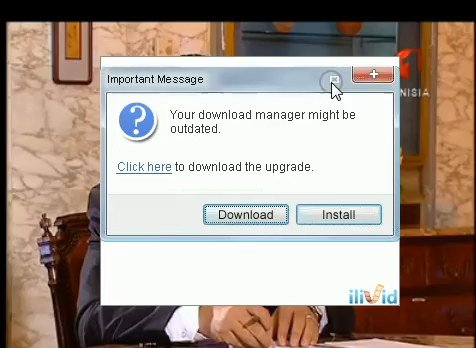 Important Message
NISIA
Your download manager might be
outdated.
Click here to download the upgrade.
Download
Install
ilivid